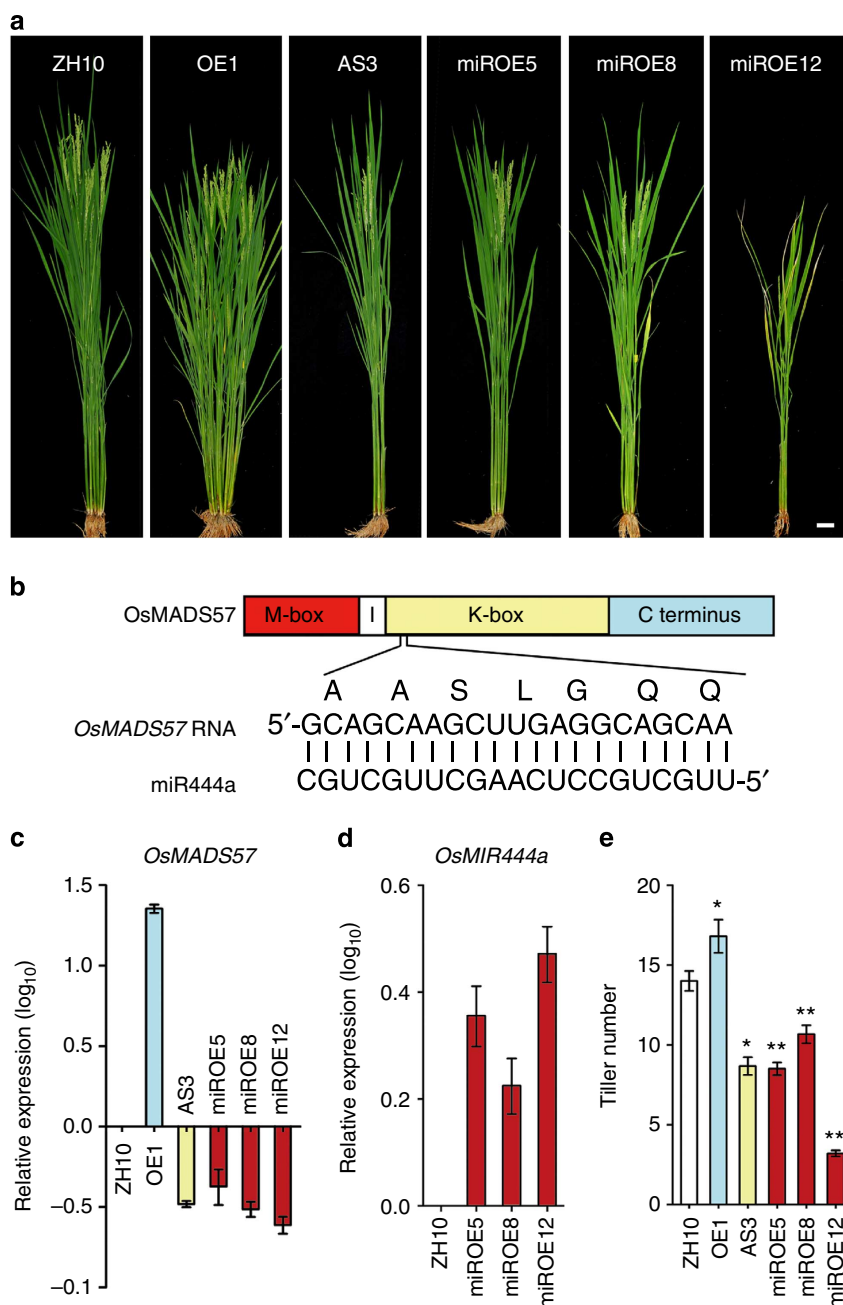 a
ZH10 OE1 AS3 miROE5 miROE8 miROE12
b
OsMADS57 M-box I K-box C terminus
A A S L G Q Q
OsMADS57 RNA 5′-GCAGCAAGCUUGAGGCAGCAA
miR444a CGUCGUUCGAACUCCGUCGUU-5′
c
OsMADS57
Relative expression (log10)
1.5
1.0
0.5
0.0
−0.5
−0.1
ZH10
OE1
AS3
miROE5
miROE8
miROE12
d
OsMIR444a
Relative expression (log10)
0.6
0.4
0.2
0.0
ZH10
miROE5
miROE8
miROE12
e
Tiller number
20
15
10
5
0
*
*
**
**
**
ZH10
OE1
AS3
miROE5
miROE8
miROE12